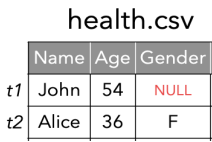 health.csv
Name Age Gender
t1 John 54 NULL
t2 Alice 36 F